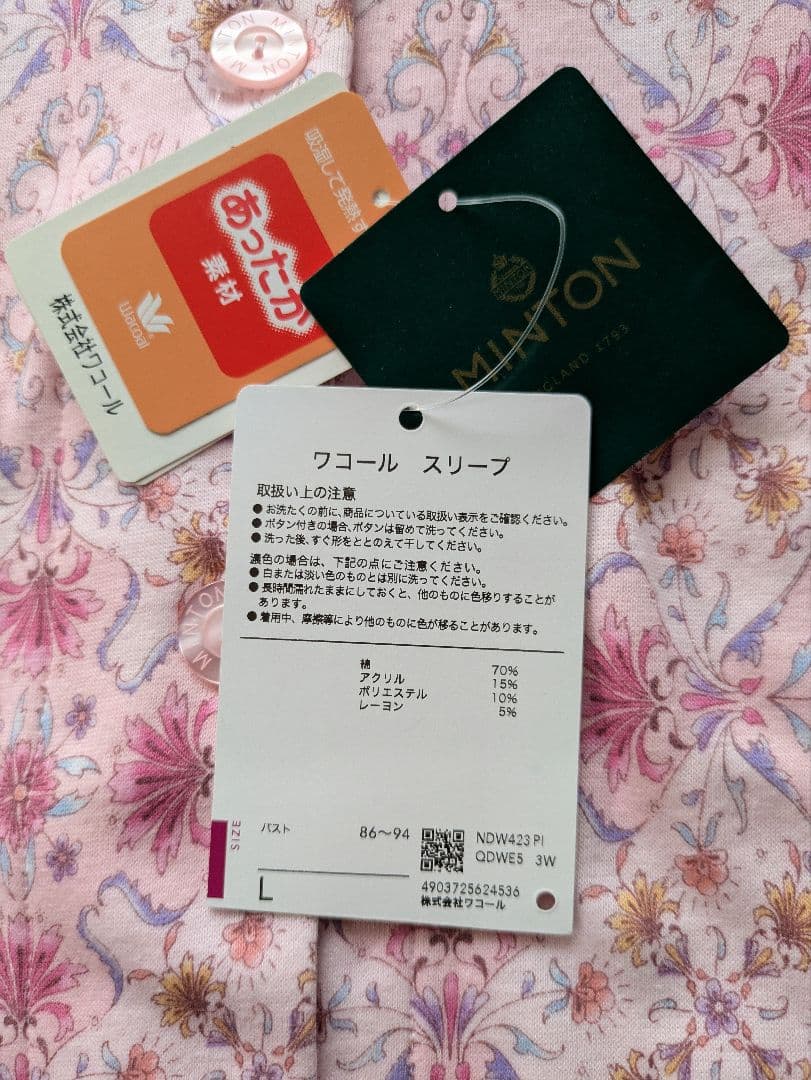 MINTON MINTON
吸湿して発熱す
あったか
素材
Wacoal
株式会社ワコール
MINTON
ENGLAND 1793
ワコール スリープ
取扱い上の注意
●お洗たくの前に、商品についている取扱い表示をご確認ください。
●ボタン付きの場合、ボタンは留めて洗ってください。
●洗った後、すぐ形をととのえて干してください。
濃色の場合は、下記の点にご注意ください。
●白または淡い色のものとは別に洗ってください。
●長時間濡れたままにしておくと、他のものに色移りすることが
あります。
●着用中、摩擦等により他のものに色が移ることがあります。
綿 70%
アクリル 15%
ポリエステル 10%
レーヨン 5%
SIZE
バスト 86～94
L
NDW423 PI
QDWE5 3W
4903725624536
株式会社ワコール
MINTON